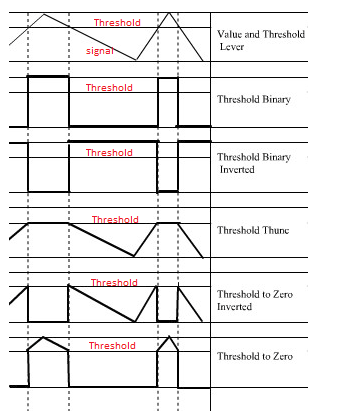 Threshold
signal
Value and Threshold
Lever
Threshold
Threshold Binary
Threshold
Threshold Binary
Inverted
Threshold
Threshold Thunc
Threshold
Threshold to Zero
Inverted
Threshold
Threshold to Zero